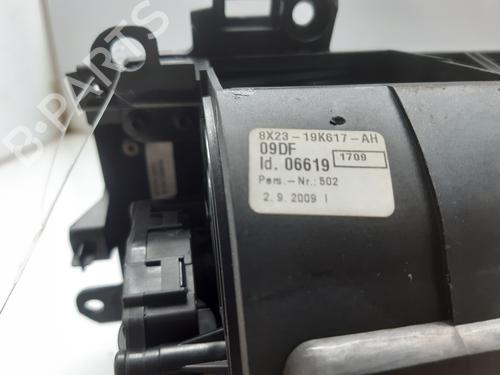 B-PARTS
8X23-19K617-AH
09DF
Id. 06619 1709
Pers.-Nr.: 502
2. 9. 2009 I